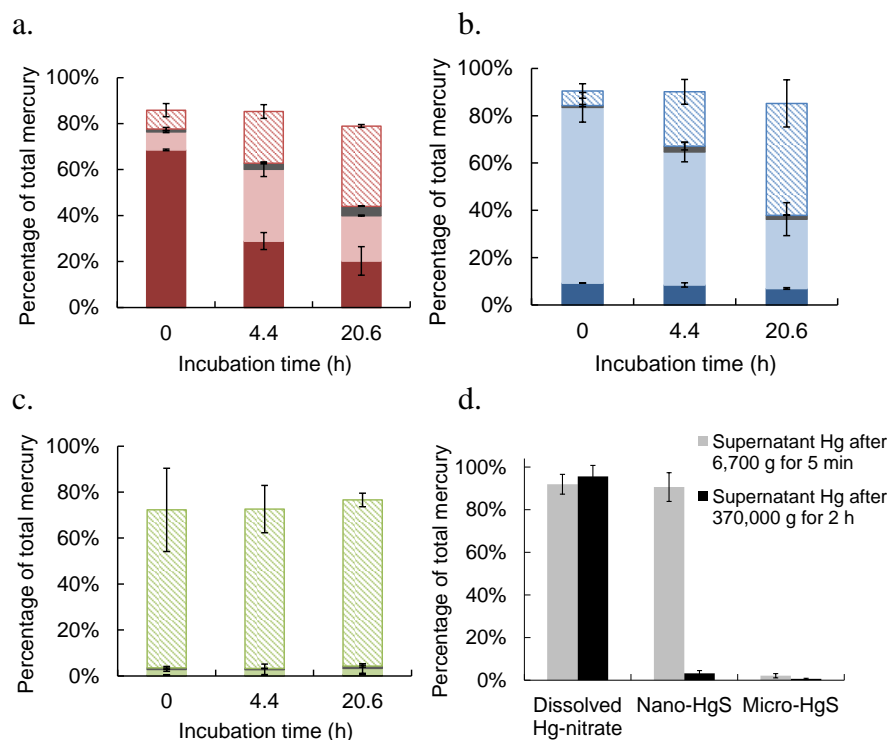 a.
Percentage of total mercury
100%
80%
60%
40%
20%
0%
0 4.4 20.6
Incubation time (h)
b.
Percentage of total mercury
100%
80%
60%
40%
20%
0%
0 4.4 20.6
Incubation time (h)
c.
Percentage of total mercury
100%
80%
60%
40%
20%
0%
0 4.4 20.6
Incubation time (h)
d.
Percentage of total mercury
100%
80%
60%
40%
20%
0%
Supernatant Hg after
6,700 g for 5 min
Supernatant Hg after
370,000 g for 2 h
Dissolved Nano-HgS Micro-HgS
Hg-nitrate